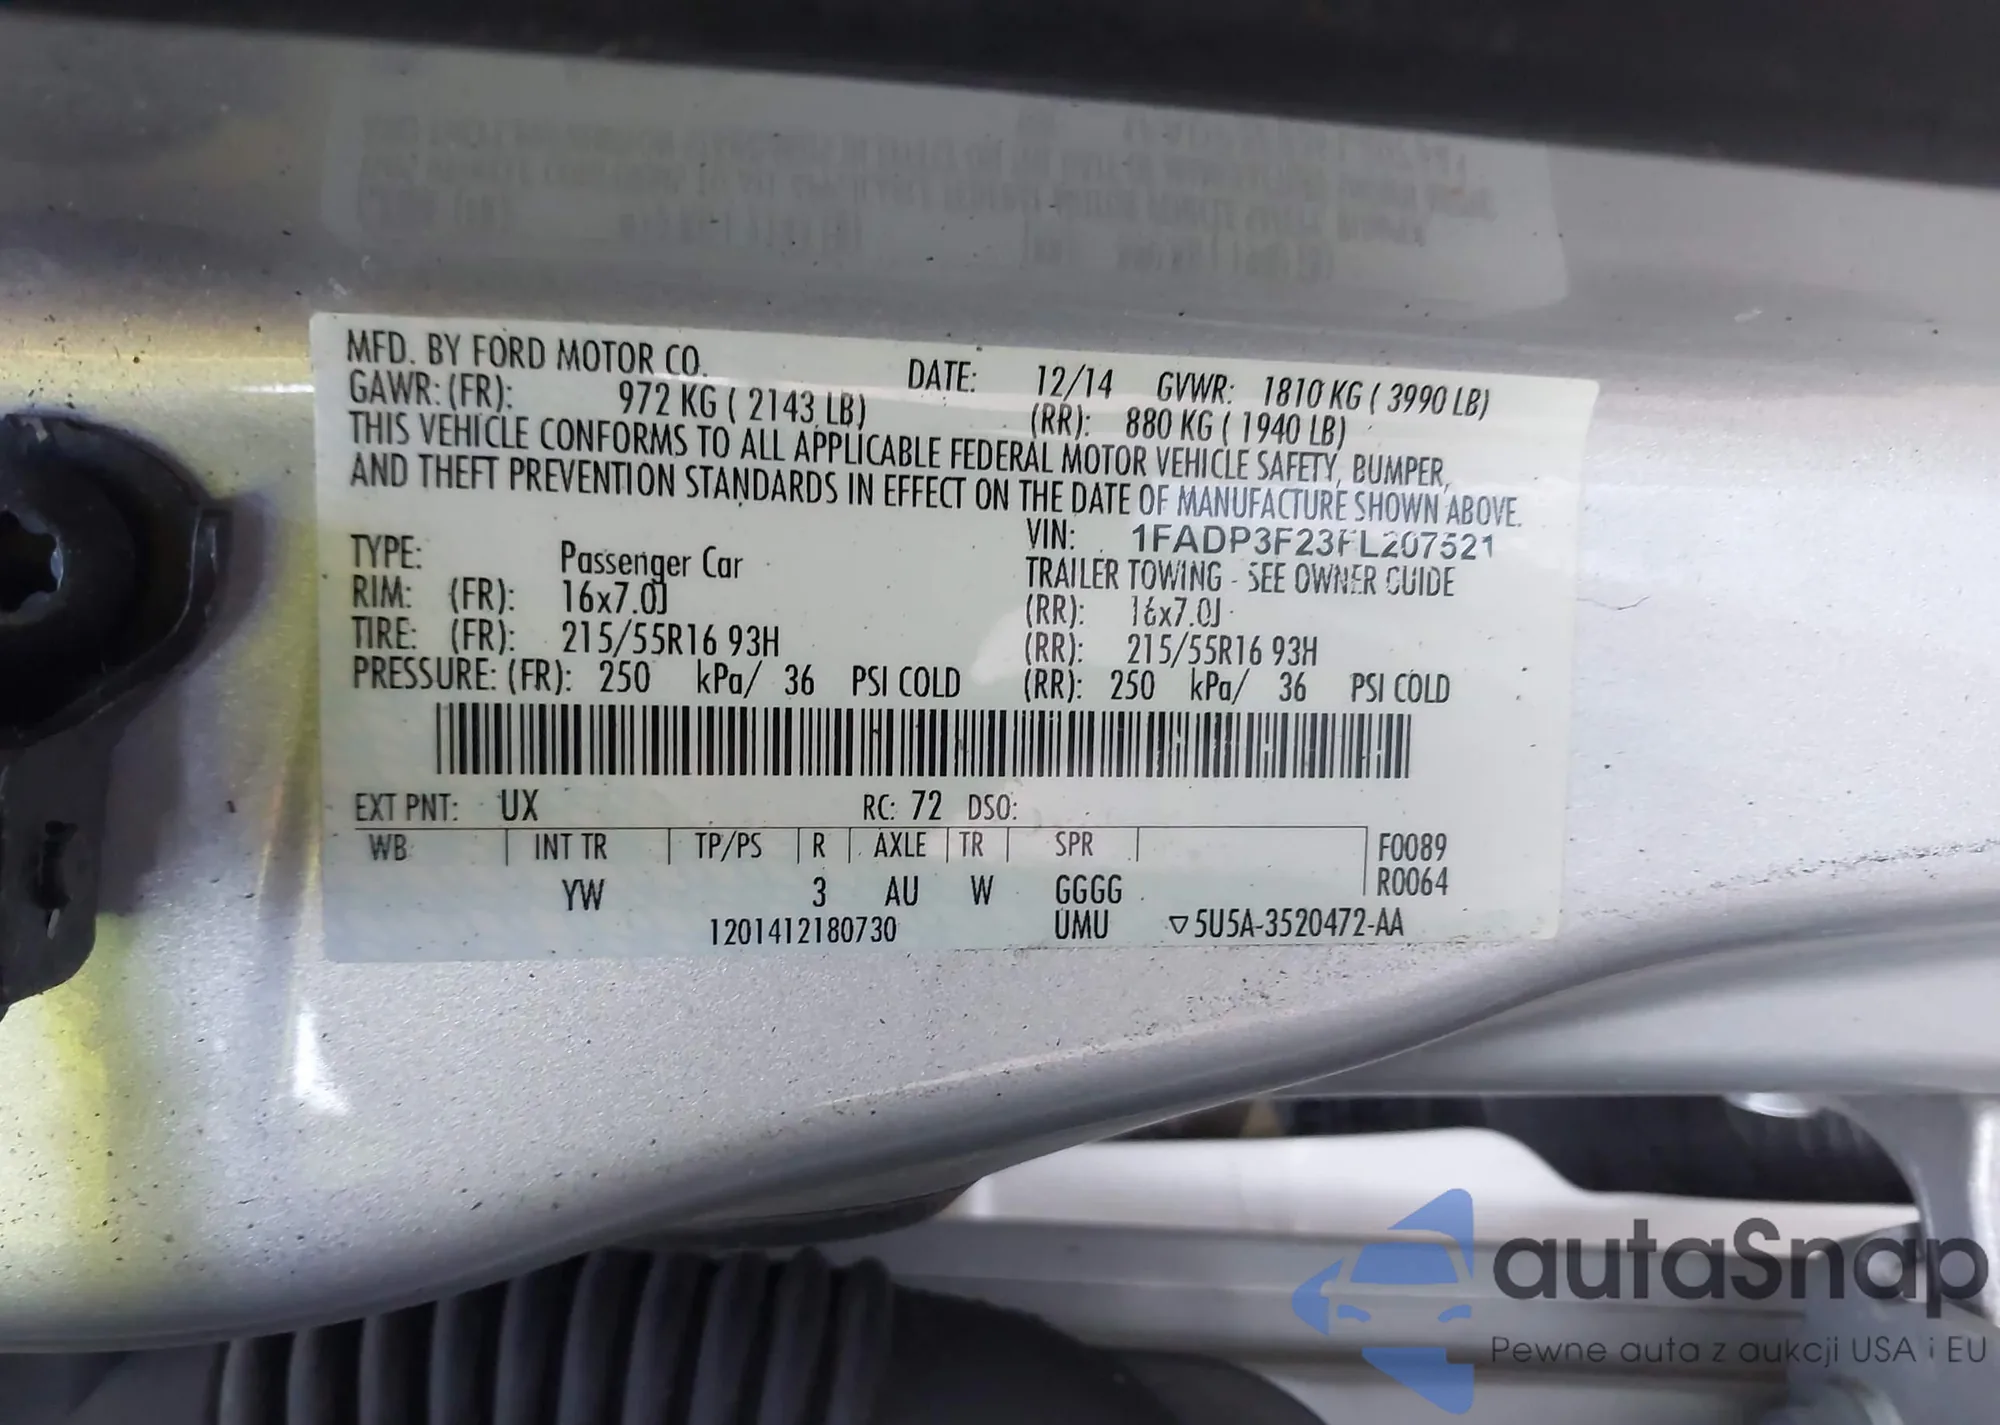 MFD. BY FORD MOTOR CO. DATE: 12/14 GVWR: 1810 KG ( 3990 LB)
GAWR: (FR): 972 KG ( 2143 LB) (RR): 880 KG ( 1940 LB)
THIS VEHICLE CONFORMS TO ALL APPLICABLE FEDERAL MOTOR VEHICLE SAFETY, BUMPER,
AND THEFT PREVENTION STANDARDS IN EFFECT ON THE DATE OF MANUFACTURE SHOWN ABOVE.
VIN: 1FADP3F23FL207521
TYPE: Passenger Car TRAILER TOWING - SEE OWNER GUIDE
RIM: (FR): 16x7.0J (RR): 16x7.0J
TIRE: (FR): 215/55R16 93H (RR): 215/55R16 93H
PRESSURE: (FR): 250 kPa/ 36 PSI COLD (RR): 250 kPa/ 36 PSI COLD
EXT PNT: UX RC: 72 DSO:
WB INT TR TP/PS R AXLE TR SPR F0089
YW 3 AU W GGGG R0064
1201412180730 UMU ▽5U5A-3520472-AA
autaSnap
Pewne auta z aukcji USA i EU